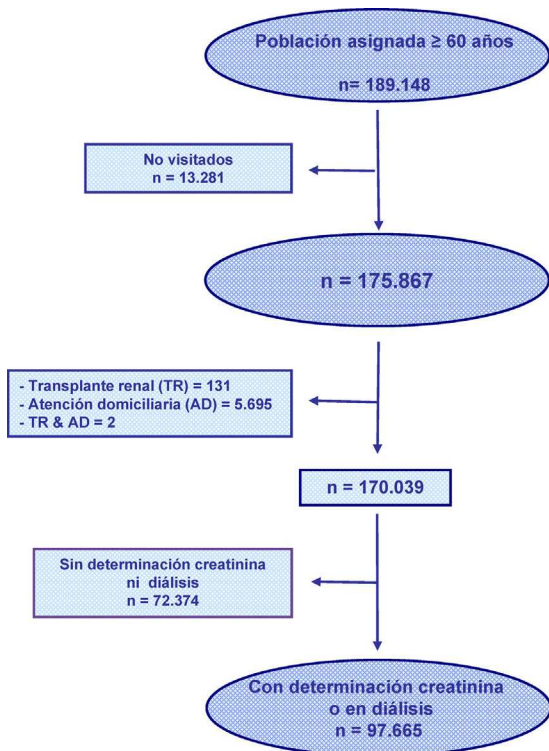 Población asignada ≥ 60 años
n= 189.148
No visitados
n = 13.281
n = 175.867
- Transplante renal (TR) = 131
- Atención domiciliaria (AD) = 5.695
- TR & AD = 2
n = 170.039
Sin determinación creatinina
ni diálisis
n = 72.374
Con determinación creatinina
o en diálisis
n = 97.665